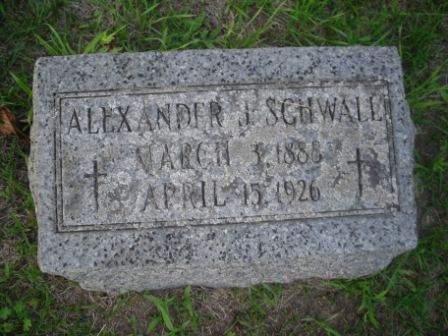 ALEXANDER J. SCHWALL
MARCH 3, 1888
APRIL 15, 1926